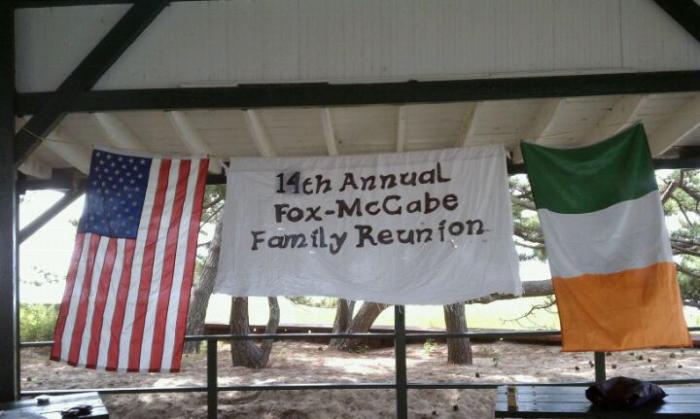 14th Annual
Fox-McCabe
Family Reunion